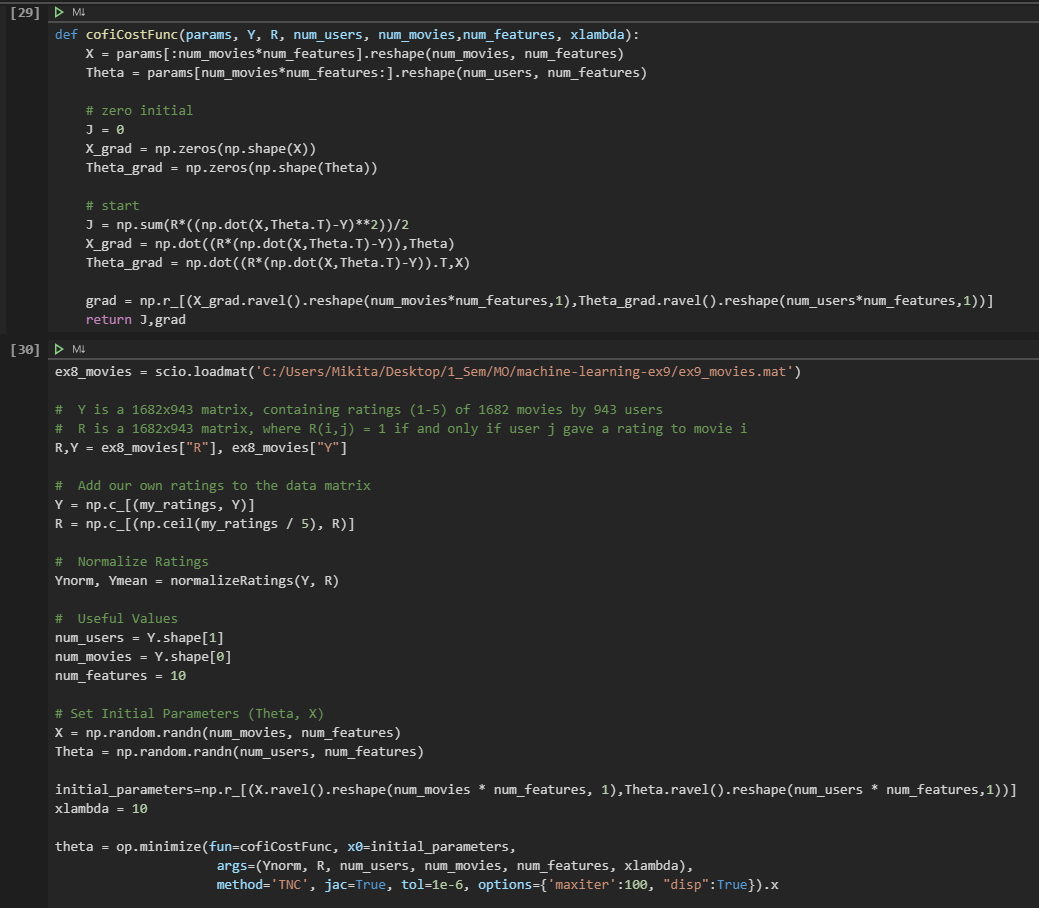 [29]
M↓
def cofiCostFunc(params, Y, R, num_users, num_movies,num_features, xlambda):
    X = params[:num_movies*num_features].reshape(num_movies, num_features)
    Theta = params[num_movies*num_features:].reshape(num_users, num_features)

    # zero initial
    J = 0
    X_grad = np.zeros(np.shape(X))
    Theta_grad = np.zeros(np.shape(Theta))

    # start
    J = np.sum(R*((np.dot(X,Theta.T)-Y)**2))/2
    X_grad = np.dot((R*(np.dot(X,Theta.T)-Y)),Theta)
    Theta_grad = np.dot((R*(np.dot(X,Theta.T)-Y)).T,X)

    grad = np.r_[(X_grad.ravel().reshape(num_movies*num_features,1),Theta_grad.ravel().reshape(num_users*num_features,1))]
    return J,grad
[30]
M↓
ex8_movies = scio.loadmat('C:/Users/Mikita/Desktop/1_Sem/MO/machine-learning-ex9/ex9_movies.mat')

#  Y is a 1682x943 matrix, containing ratings (1-5) of 1682 movies by 943 users
#  R is a 1682x943 matrix, where R(i,j) = 1 if and only if user j gave a rating to movie i
R,Y = ex8_movies["R"], ex8_movies["Y"]

#  Add our own ratings to the data matrix
Y = np.c_[(my_ratings, Y)]
R = np.c_[(np.ceil(my_ratings / 5), R)]

#  Normalize Ratings
Ynorm, Ymean = normalizeRatings(Y, R)

#  Useful Values
num_users = Y.shape[1]
num_movies = Y.shape[0]
num_features = 10

# Set Initial Parameters (Theta, X)
X = np.random.randn(num_movies, num_features)
Theta = np.random.randn(num_users, num_features)

initial_parameters=np.r_[(X.ravel().reshape(num_movies * num_features, 1),Theta.ravel().reshape(num_users * num_features,1))]
xlambda = 10

theta = op.minimize(fun=cofiCostFunc, x0=initial_parameters,
                    args=(Ynorm, R, num_users, num_movies, num_features, xlambda),
                    method='TNC', jac=True, tol=1e-6, options={'maxiter':100, "disp":True}).x